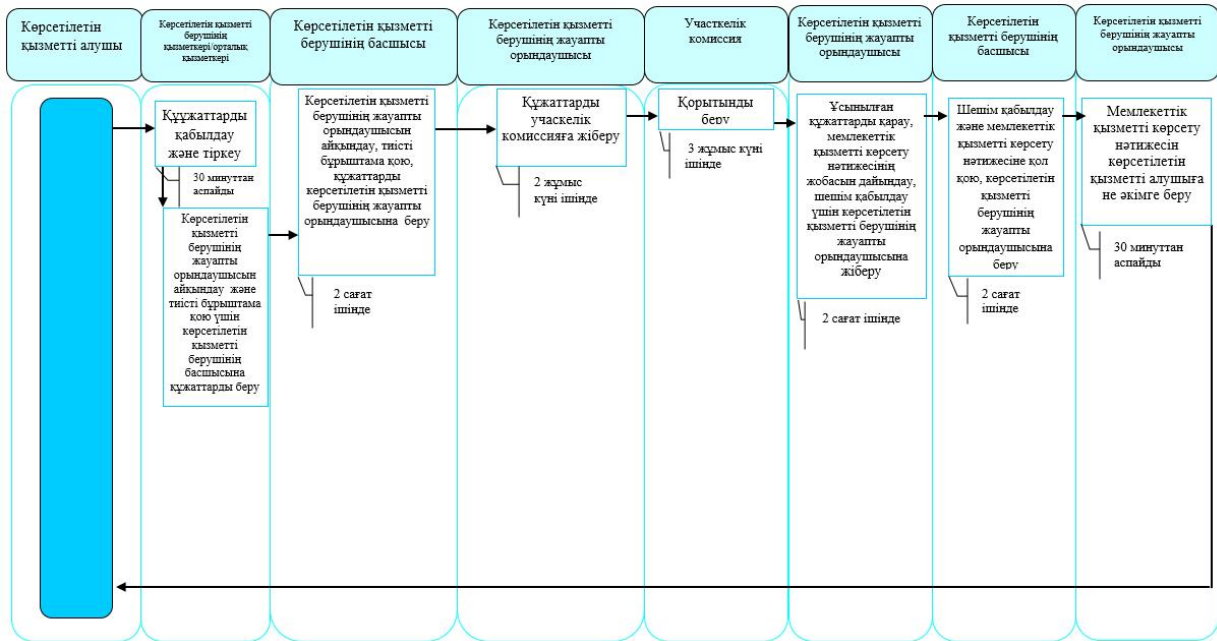 Көрсетілетін
қызметті алушы
Көрсетілетін қызметті
берушінің
қызметкері/орталық
қызметкері
Көрсетілетін қызметті
берушінің басшысы
Көрсетілетін қызметті
берушінің жауапты
орындаушысы
Участкелік
комиссия
Көрсетілетін қызметті
берушінің жауапты
орындаушысы
Көрсетілетін
қызметті берушінің
басшысы
Көрсетілетін қызметті
берушінің жауапты
орындаушысы
Құұжаттарды
қабылдау
және тіркеу
30 минуттан
аспайды
Көрсетілетін
қызметті
берушінің
жауапты
орындаушысын
айқындау және
тиісті бұрыштама
қою үшін
көрсетілетін
қызметті
берушінің
басшысына
құжаттарды беру
Көрсетілетін қызметті
берушінің жауапты
орындаушысын
айқындау, тиісті
бұрыштама қою,
құжаттарды
көрсетілетін қызметті
берушінің жауапты
орындаушысына беру
2 сағат
ішінде
Құжаттарды
учаскелік
комиссияға жіберу
2 жұмыс
күні ішінде
Қорытынды
беру
3 жұмыс күні
ішінде
Ұсынылған
құжаттарды қарау,
мемлекеттік
қызметті көрсету
нәтижесінің
жобасын дайындау,
шешім қабылдау
үшін көрсетілетін
қызметті берушінің
жауапты
орындаушысына
жіберу
2 сағат ішінде
Шешім қабылдау
және мемлекеттік
қызметті көрсету
нәтижесіне қол
қою, көрсетілетін
қызметті
берушінің
жауапты
орындаушысына
беру
2 сағат
ішінде
Мемлекеттік
қызметті көрсету
нәтижесін
көрсетілетін
қызметті алушыға
не әкімге беру
30 минуттан
аспайды